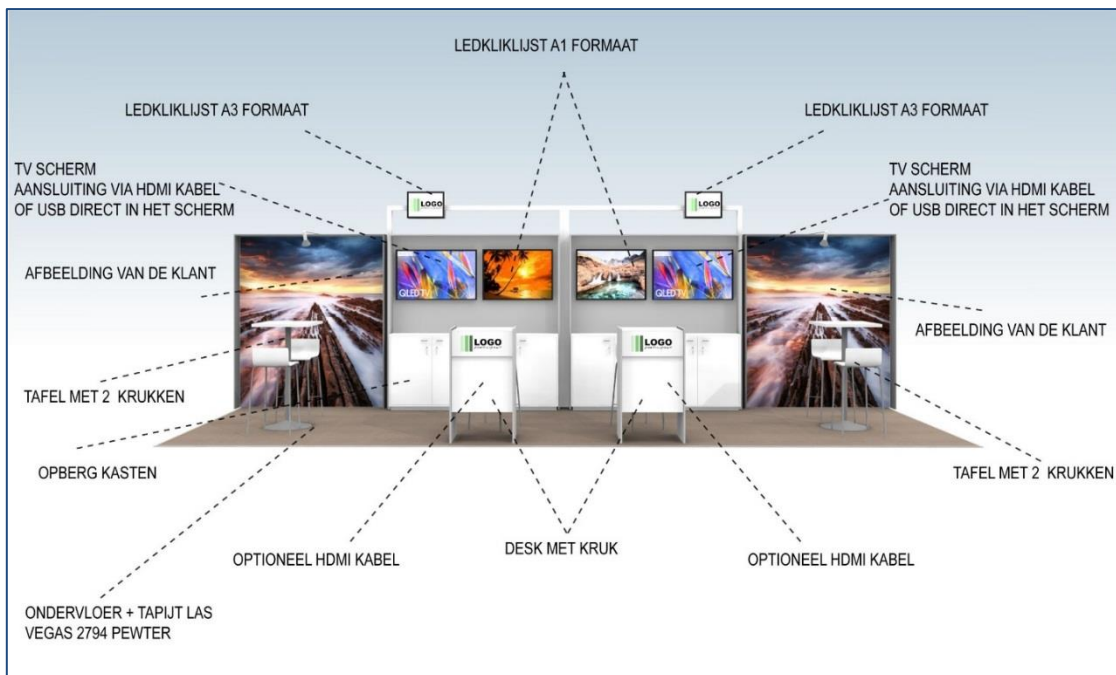 LEDKLIKLIJST A1 FORMAAT
LEDKLIKLIJST A3 FORMAAT
LEDKLIKLIJST A3 FORMAAT
TV SCHERM
AANSLUITING VIA HDMI KABEL
OF USB DIRECT IN HET SCHERM
TV SCHERM
AANSLUITING VIA HDMI KABEL
OF USB DIRECT IN HET SCHERM
LOGO
LOGO
AFBEELDING VAN DE KLANT
QLED TV
QLED TV
AFBEELDING VAN DE KLANT
LOGO
LOGO
TAFEL MET 2 KRUKKEN
OPBERG KASTEN
TAFEL MET 2 KRUKKEN
OPTIONEEL HDMI KABEL
DESK MET KRUK
OPTIONEEL HDMI KABEL
ONDERVLOER + TAPIJT LAS
VEGAS 2794 PEWTER